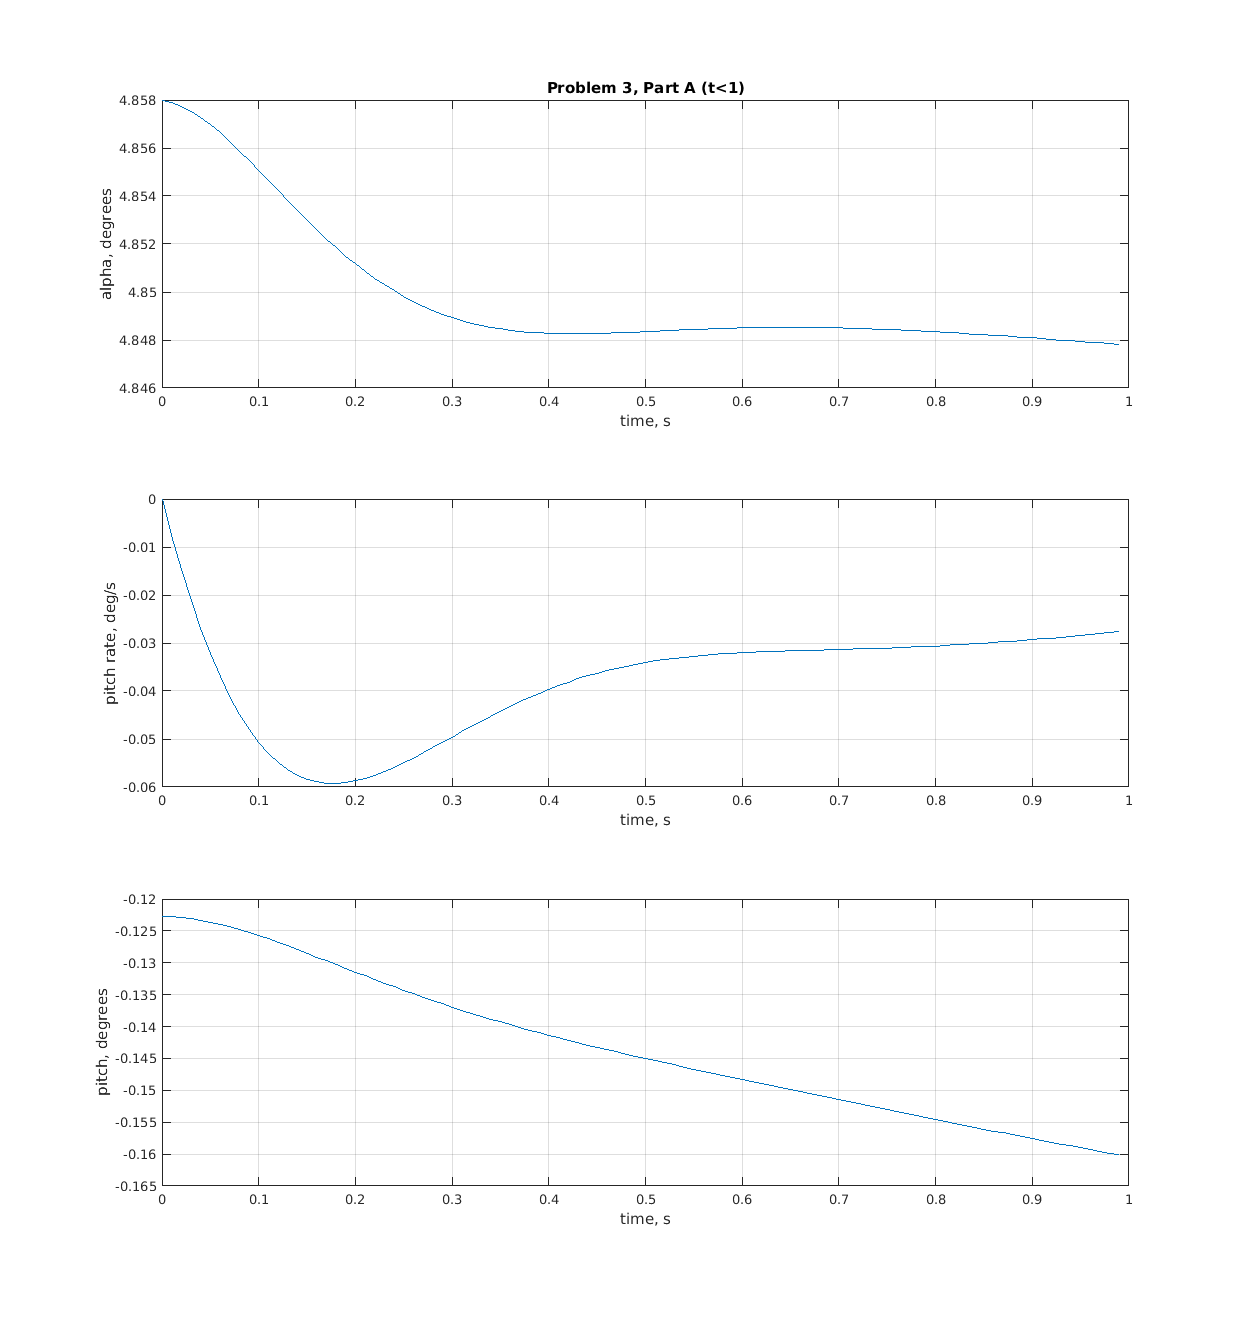 Problem 3, Part A (t<1)
4.858
4.856
4.854
4.852
4.85
4.848
4.846
alpha, degrees
0 0.1 0.2 0.3 0.4 0.5 0.6 0.7 0.8 0.9 1
time, s
0
-0.01
-0.02
-0.03
-0.04
-0.05
-0.06
pitch rate, deg/s
0 0.1 0.2 0.3 0.4 0.5 0.6 0.7 0.8 0.9 1
time, s
-0.12
-0.125
-0.13
-0.135
-0.14
-0.145
-0.15
-0.155
-0.16
-0.165
pitch, degrees
0 0.1 0.2 0.3 0.4 0.5 0.6 0.7 0.8 0.9 1
time, s